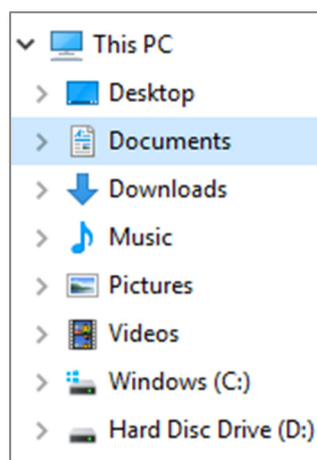 This PC
Desktop
Documents
Downloads
Music
Pictures
Videos
Windows (C:)
Hard Disc Drive (D:)